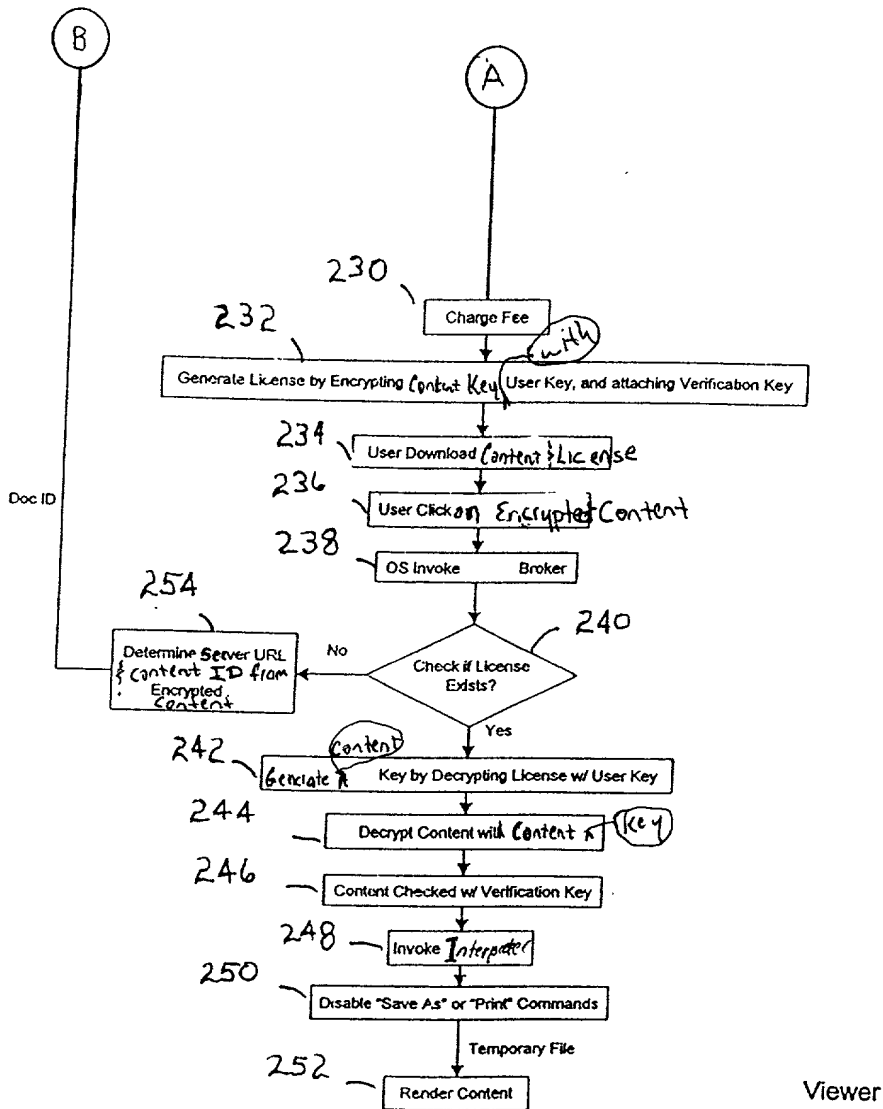 B
A
230
Charge Fee
232
with
Generate License by Encrypting Content Key User Key, and attaching Verification Key
234
User Download Content & License
236
User Click on Encrypted Content
Doc ID
238
OS Invoke Broker
254
240
Determine Server URL
& Content ID from
Encrypted
Content
No
Check if License
Exists?
Yes
Content
242
Generate Key by Decrypting License w/ User Key
244
Decrypt Content with Content
Key
246
Content Checked w/ Verification Key
248
Invoke Interpreter
250
Disable "Save As" or "Print" Commands
Temporary File
252
Render Content
Viewer